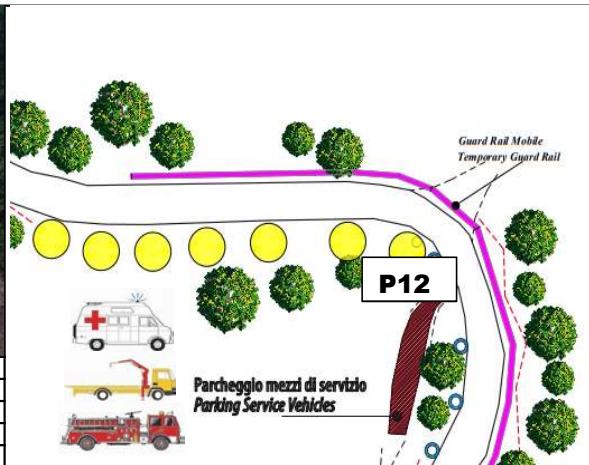 Guard Rail Mobile
Temporary Guard Rail
P12
Parcheggio mezzi di servizio
Parking Service Vehicles